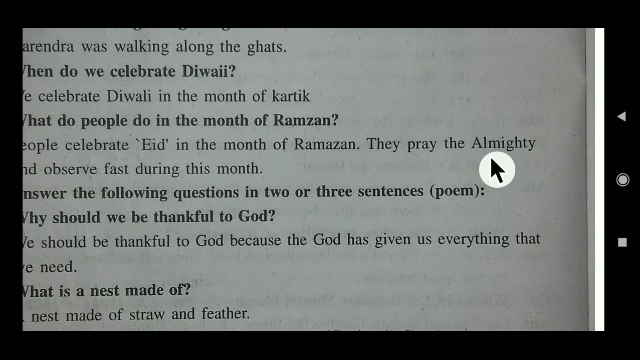 arendra was walking along the ghats.
hen do we celebrate Diwaii?
e celebrate Diwali in the month of kartik
hat do people do in the month of Ramzan?
eople celebrate `Eid' in the month of Ramazan. They pray the Almighty
nd observe fast during this month.
nswer the following questions in two or three sentences (poem):
Why should we be thankful to God?
We should be thankful to God because the God has given us everything that
e need.
What is a nest made of?
nest made of straw and feather.